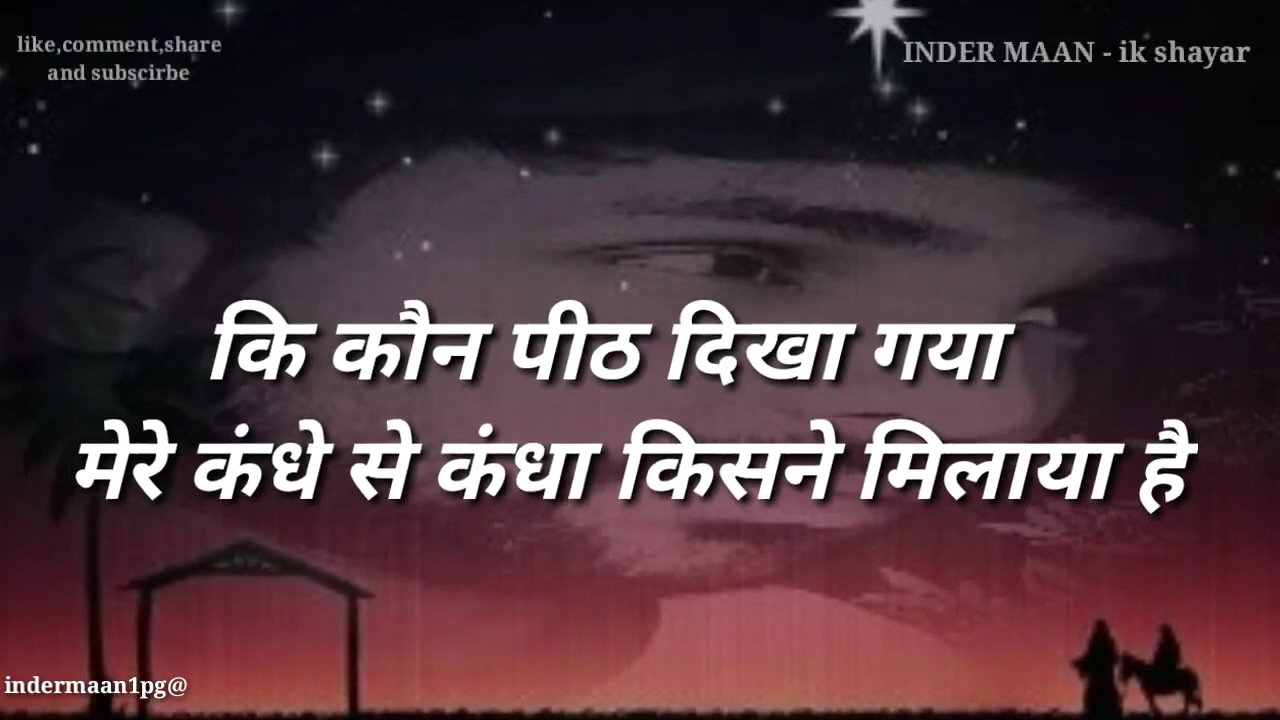 like,comment,share
and subscirbe
INDER MAAN - ik shayar
कि कौन पीठ दिखा गया
मेरे कंधे से कंधा किसने मिलाया है
indermaan1pg@